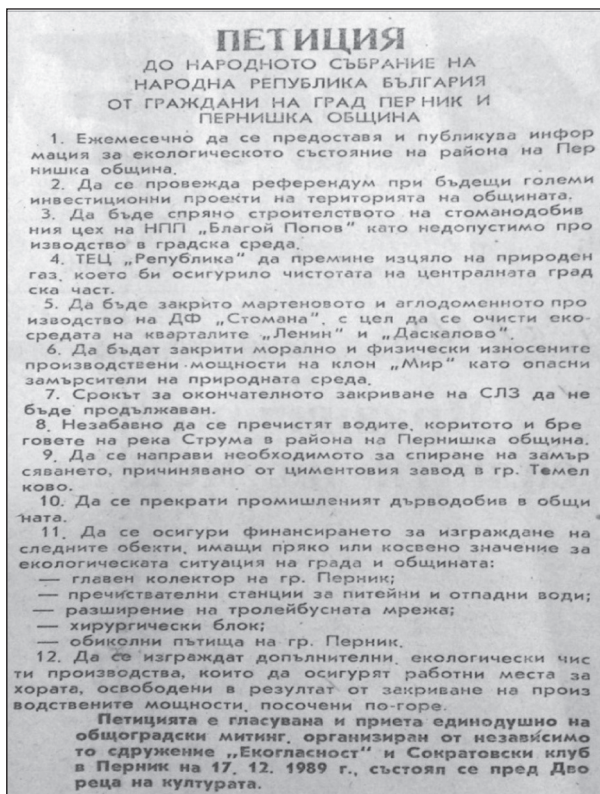 ПЕТИЦИЯ
ДО НАРОДНОТО СЪБРАНИЕ НА
НАРОДНА РЕПУБЛИКА БЪЛГАРИЯ
ОТ ГРАЖДАНИ НА ГРАД ПЕРНИК И
ПЕРНИШКА ОБЩИНА
1. Ежемесечно да се предоставя и публикува инфор
мация за екологическото състояние на района на Пер
нишка община.
2. Да се провежда референдум при бъдещи големи
инвестиционни проекти на територията на общината.
3. Да бъде спряно строителството на стоманодобив
ния цех на НПП „Благой Попов" като недопустимо про
изводство в градска среда.
4. ТЕЦ „Република" да премине изцяло на природен
газ, което би осигурило чистотата на централната град
ска част.
5. Да бъде закрито мартеновото и аглодоменното про
изводство на ДФ „Стомана", с цел да се очисти еко-
средата на кварталите „Ленин" и „Даскалово".
6. Да бъдат закрити морално и физически износените
производствени мощности на клон „Мир" като опасни
замърсители на природната среда.
7. Срокът за окончателното закриване на СЛЗ да не
бъде продължаван.
8. Незабавно да се пречистят водите, коритото и бре
говете на река Струма в района на Пернишка община.
9. Да се направи необходимото за спиране на замър
сяването, причинявано от циментовия завод в гр. Темел
ково.
10. Да се прекрати промишленият дърводобив в общи
ната.
11. Да се осигури финансирането за изграждане на
следните обекти, имащи пряко или косвено значение за
екологическата ситуация на града и общината:
— главен колектор на гр. Перник;
— пречиствателни станции за питейни и отпадни води;
— разширение на тролейбусната мрежа;
— хирургически блок;
— обиколни пътища на гр. Перник.
12. Да се изграждат допълнителни, екологически чис
ти производства, които да осигурят работни места за
хората, освободени в резултат от закриване на произ
водствените мощности, посочени по-горе.
Петицията е гласувана и приета единодушно на
общоградски митинг, организиран от независимо
то сдружение „Екогласност" и Сократовски клуб
в Перник на 17. 12. 1989 г., състоял се пред Дво
реца на културата.